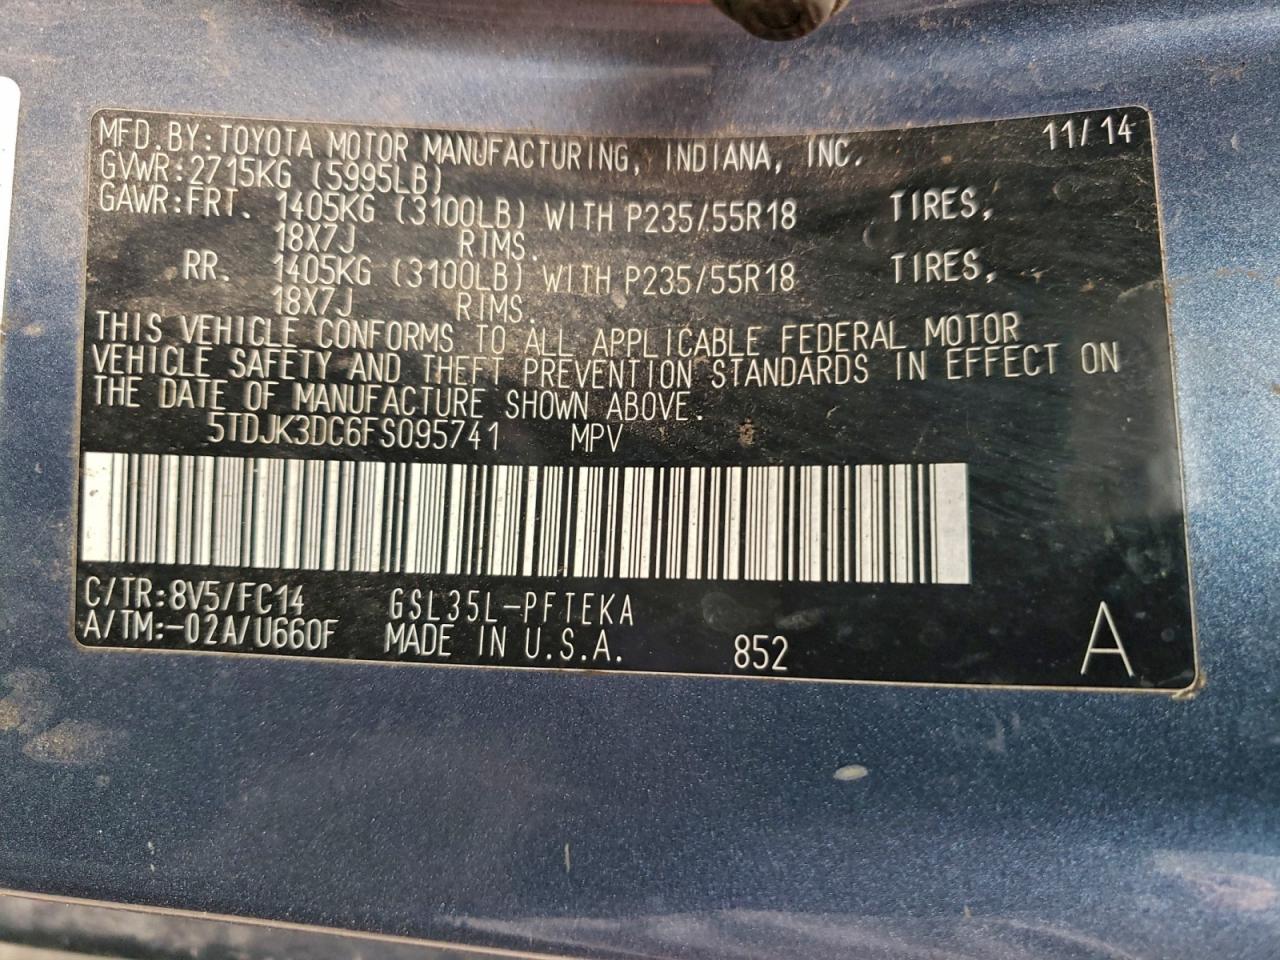 MFD.BY:TOYOTA MOTOR MANUFACTURING, INDIANA, INC. 11/14
GVWR:2715KG (5995LB)
GAWR:FRT. 1405KG (3100LB) WITH P235/55R18 TIRES,
18X7J RIMS.
RR. 1405KG (3100LB) WITH P235/55R18 TIRES,
18X7J RIMS.
THIS VEHICLE CONFORMS TO ALL APPLICABLE FEDERAL MOTOR
VEHICLE SAFETY AND THEFT PREVENTION STANDARDS IN EFFECT ON
THE DATE OF MANUFACTURE SHOWN ABOVE.
5TDJK3DC6FS095741 MPV
C/TR:8V5/FC14 GSL35L-PFTEKA
A/TM:-02A/U660F MADE IN U.S.A. 852 A